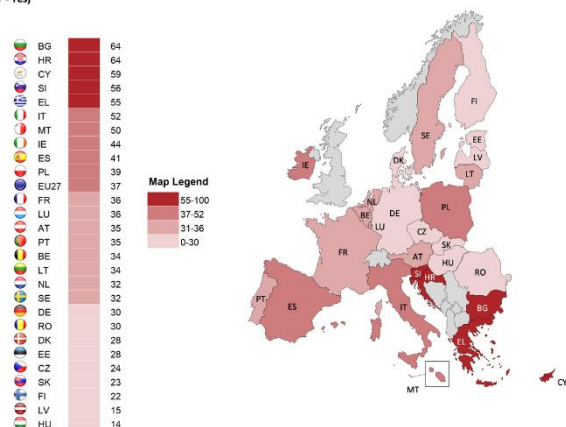 - Yes)
BG 64
HR 64
CY 59
SI 56
EL 55
IT 52
MT 50
IE 44
ES 41
PL 39
EU27 37
FR 36
LU 36
AT 35
PT 35
BE 34
LT 34
NL 32
SE 32
DE 30
RO 30
DK 28
EE 28
CZ 24
SK 23
FI 22
LV 15
HU 14
Map Legend
55-100
37-52
31-36
0-30
FI
SE
EE
LV
LT
DK
IE
NL
BE
LU
DE
PL
CZ
SK
FR
AT
HU
RO
SI
HR
PT
ES
IT
BG
EL
MT
CY